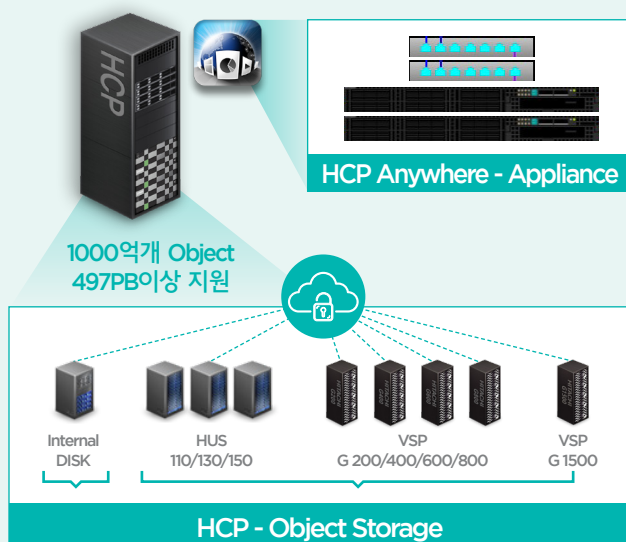 HCP
HCP Anywhere - Appliance
1000억개 Object
497PB이상 지원
Internal
DISK
HUS
110/130/150
VSP
G 200/400/600/800
VSP
G 1500
HCP - Object Storage